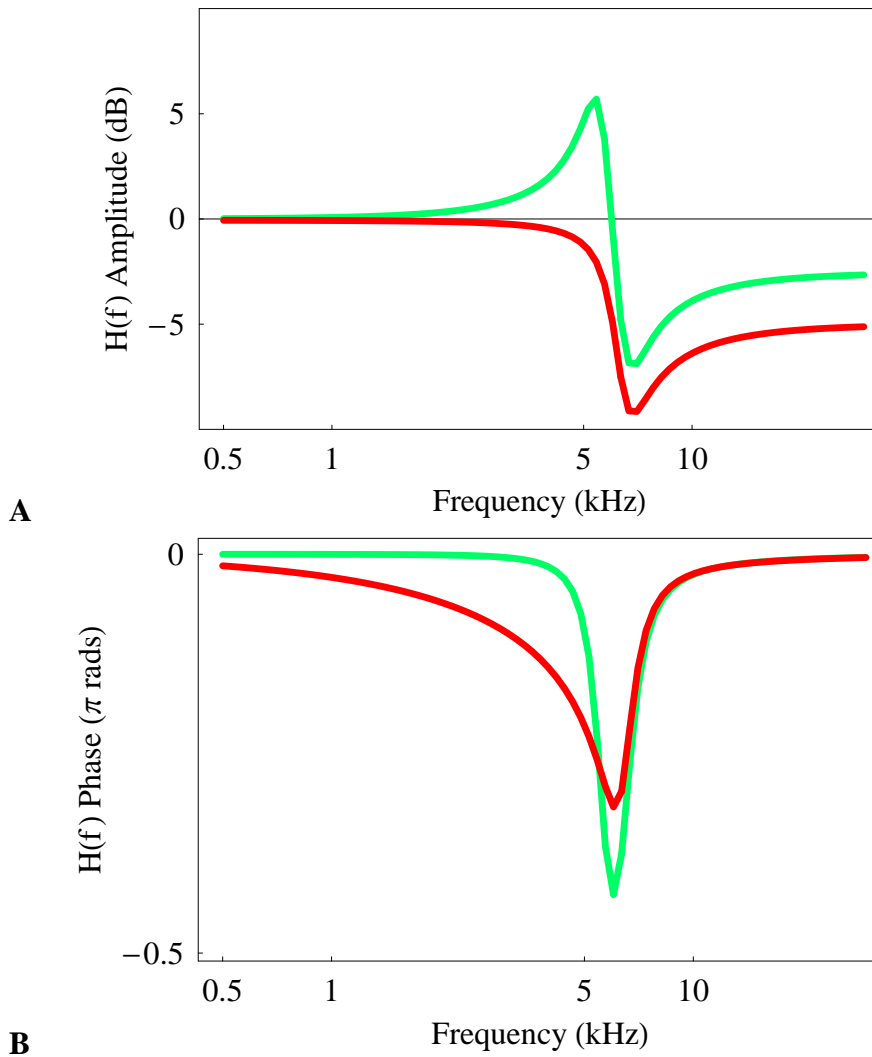 H(f) Amplitude (dB)
5
0
−5
0.5 1 5 10
Frequency (kHz)
A
H(f) Phase (π rads)
0
−0.5
0.5 1 5 10
Frequency (kHz)
B